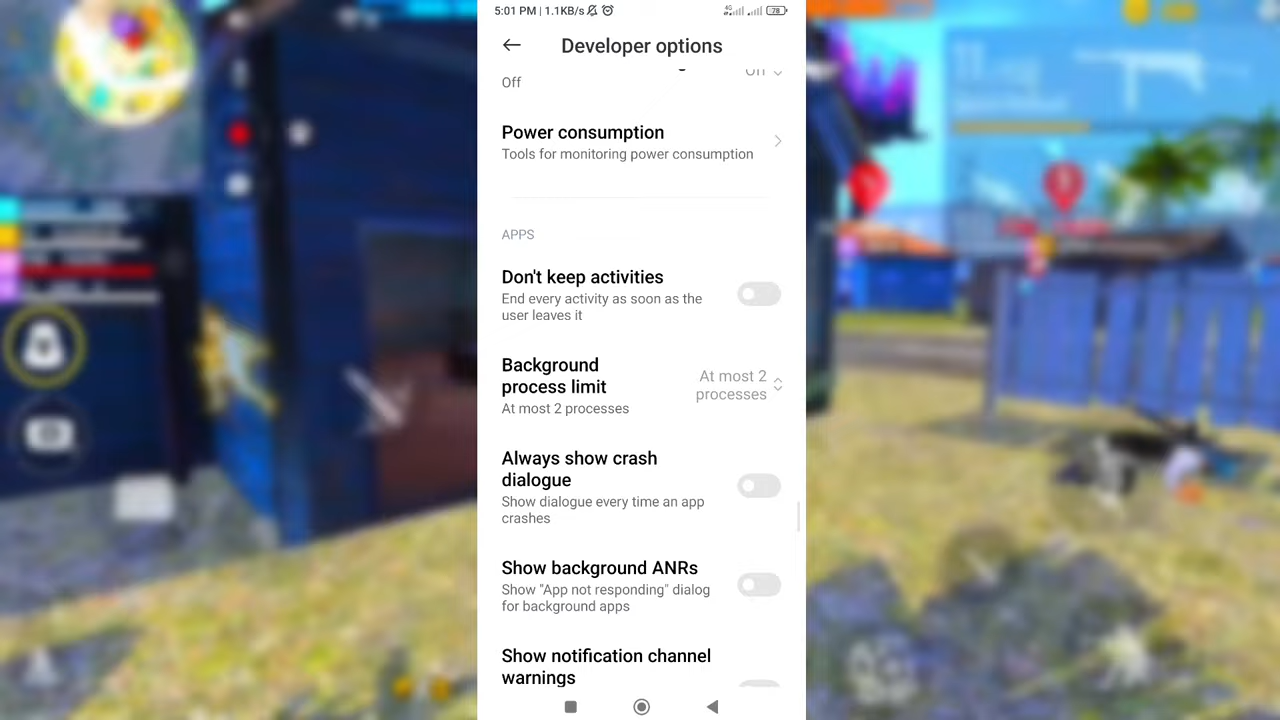 5:01 PM | 1.1KB/s
4G
78
Developer options
Off
Power consumption
Tools for monitoring power consumption
APPS
Don't keep activities
End every activity as soon as the
user leaves it
Background
process limit
At most 2 processes
At most 2
processes
Always show crash
dialogue
Show dialogue every time an app
crashes
Show background ANRs
Show "App not responding" dialog
for background apps
Show notification channel
warnings